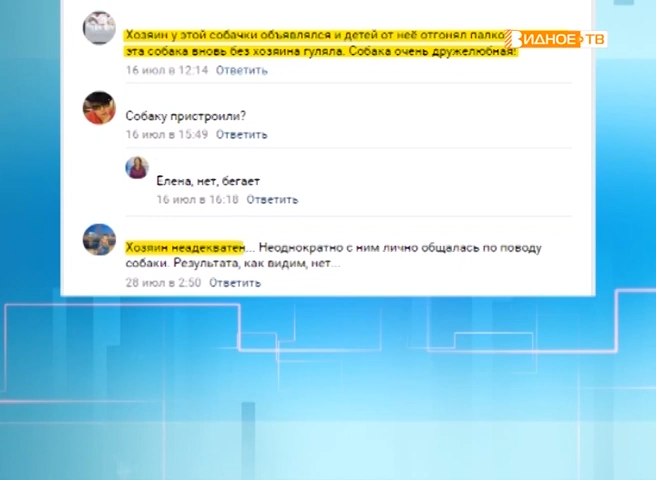 Хозяин у этой собачки объявлялся и детей от неё отгонял
эта собака вновь без хозяина гуляла. Собака очень дружелюбная!
16 июл в 12:14 Ответить
ВИДНОЕ-ТВ
Собаку пристроили?
16 июл в 15:49 Ответить
Елена, нет, бегает
16 июл в 16:18 Ответить
Хозяин неадекватен... Неоднократно с ним лично общалась по поводу
собаки. Результата, как видим, нет...
28 июл в 2:50 Ответить